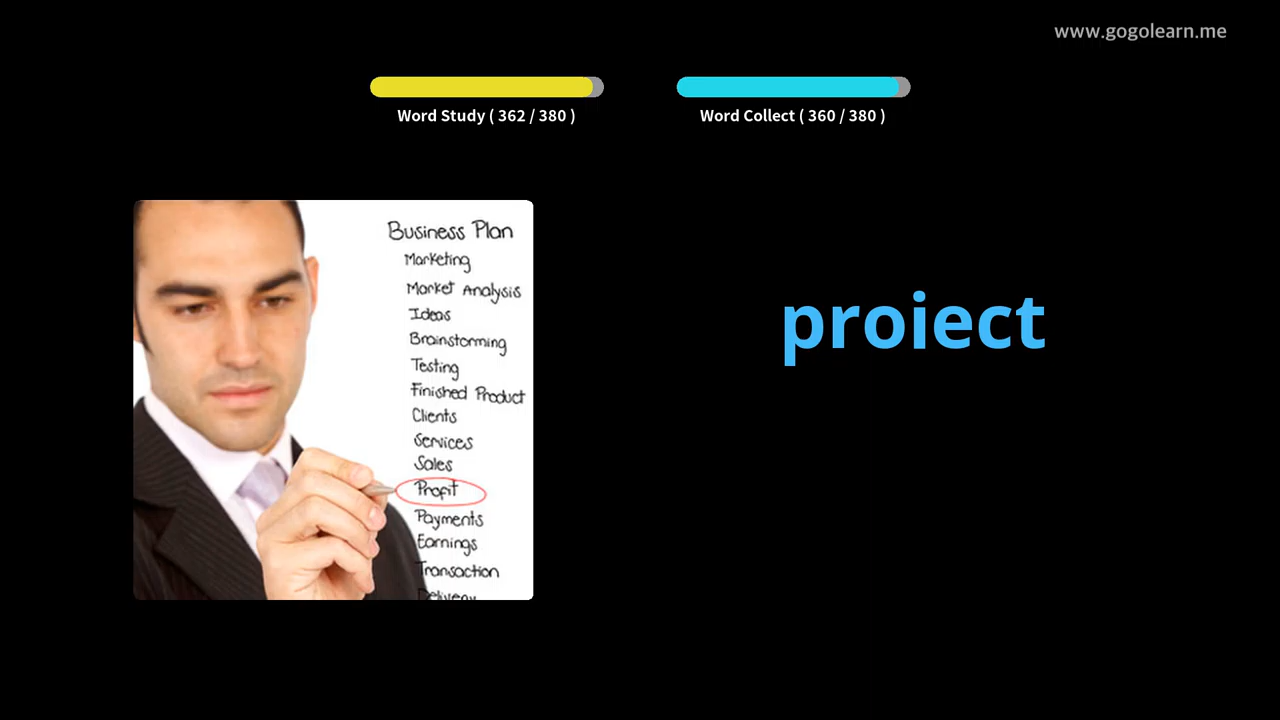 www.gogolearn.me
Word Study ( 362 / 380 )
Word Collect ( 360 / 380 )
Business Plan
Marketing
Market Analysis
Ideas
Brainstorming
Testing
Finished Product
Clients
Services
Sales
Profit
Payments
Earnings
Transaction
Delivery
proiect